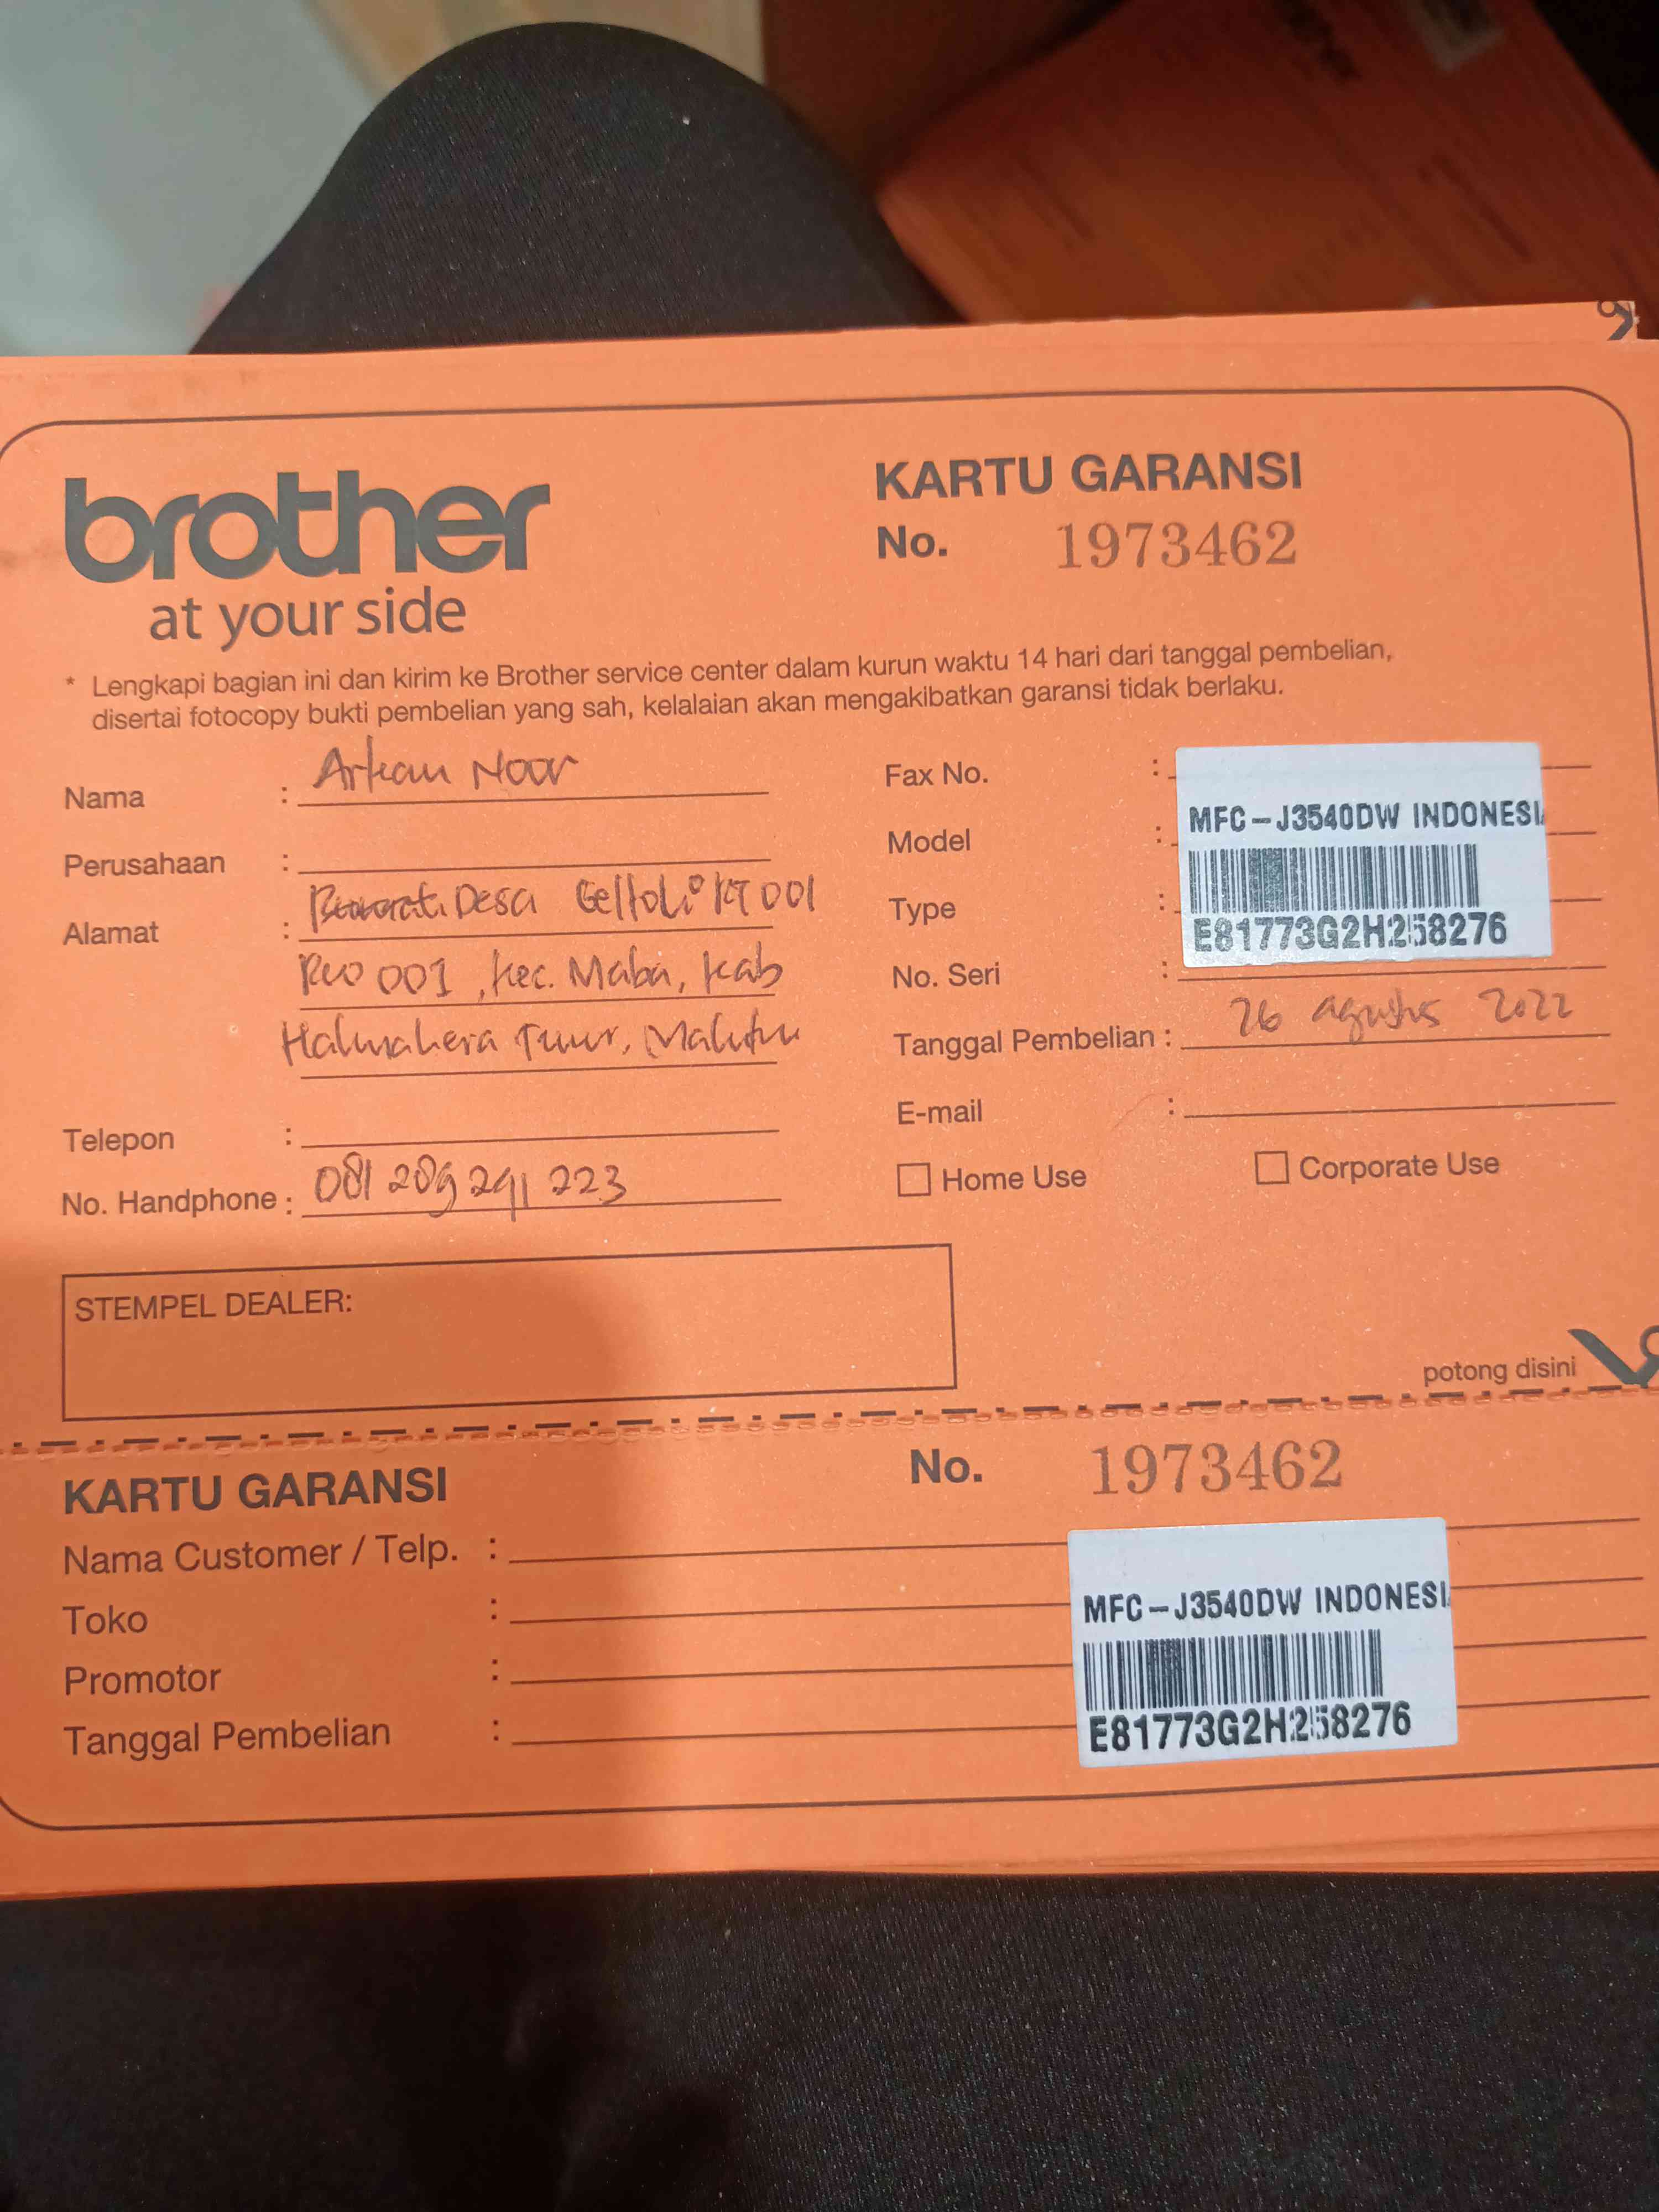 brother
at your side
KARTU GARANSI
No. 1973462
* Lengkapi bagian ini dan kirim ke Brother service center dalam kurun waktu 14 hari dari tanggal pembelian,
disertai fotocopy bukti pembelian yang sah, kelalaian akan mengakibatkan garansi tidak berlaku.
Nama : Arkan Noor
Perusahaan :
Alamat : Desa Geltoli RT 001
RW 001, Kec. Maba, Kab
Halmahera Timur, Maluku
Telepon :
No. Handphone : 081 289 291 223
Fax No. :
Model :
Type :
No. Seri :
MFC-J3540DW INDONESI
E81773G2H258276
Tanggal Pembelian : 26 agustus 2022
E-mail :
Home Use Corporate Use
STEMPEL DEALER:
potong disini
KARTU GARANSI
No. 1973462
Nama Customer / Telp. :
Toko :
Promotor :
Tanggal Pembelian :
MFC-J3540DW INDONESI
E81773G2H258276